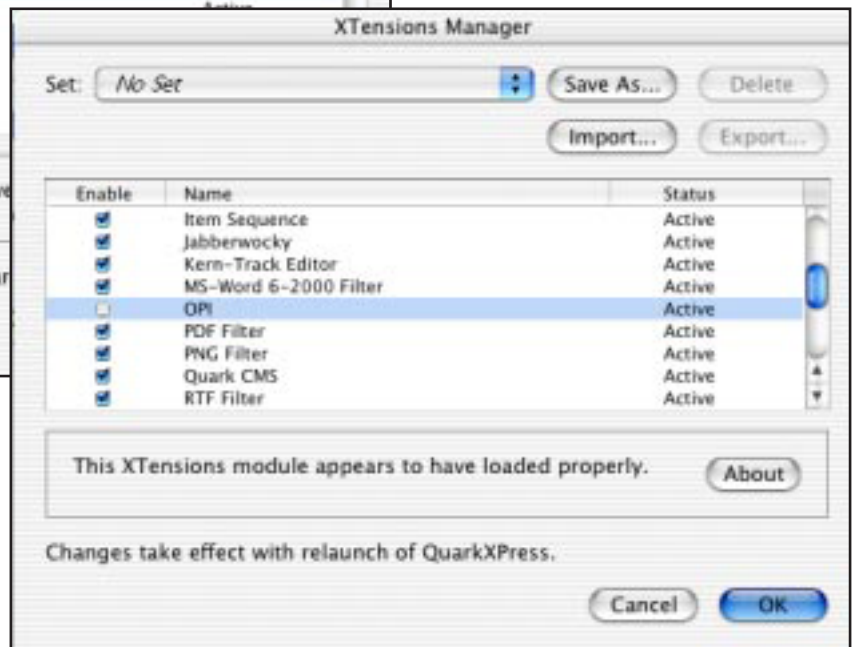 XTensions Manager
Set: No Set Save As... Delete
Import... Export...
Enable Name Status
Item Sequence Active
Jabberwocky Active
Kern-Track Editor Active
MS-Word 6-2000 Filter Active
OPI Active
PDF Filter Active
PNG Filter Active
Quark CMS Active
RTF Filter Active
This XTensions module appears to have loaded properly. About
Changes take effect with relaunch of QuarkXPress.
Cancel OK